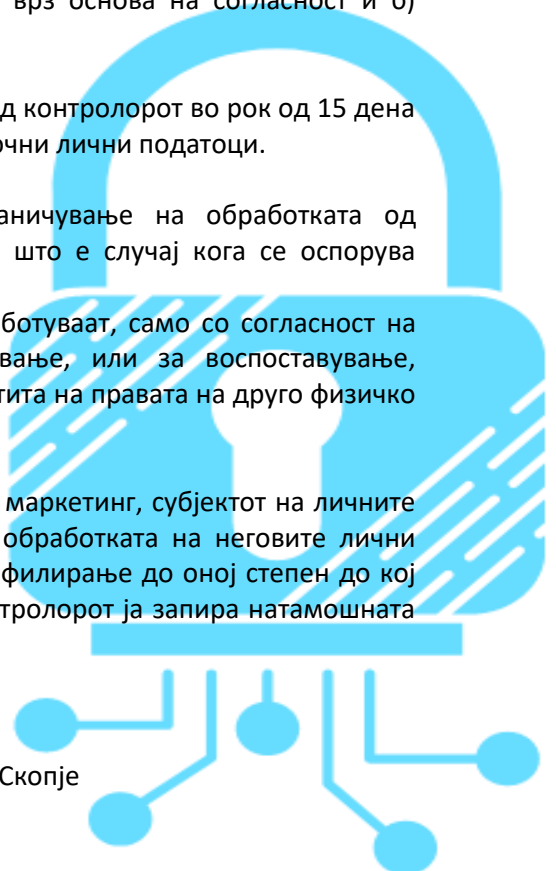 врз основа на согласност и б)
д контролорот во рок од 15 дена
очни лични податоци.
аничување на обработката од
што е случај кога се оспорува
ботуваат, само со согласност на
вање, или за воспоставување,
тита на правата на друго физичко
маркетинг, субјектот на личните
обработката на неговите лични
филирање до оној степен до кој
нтролорот ја запира натамошната
Скопје